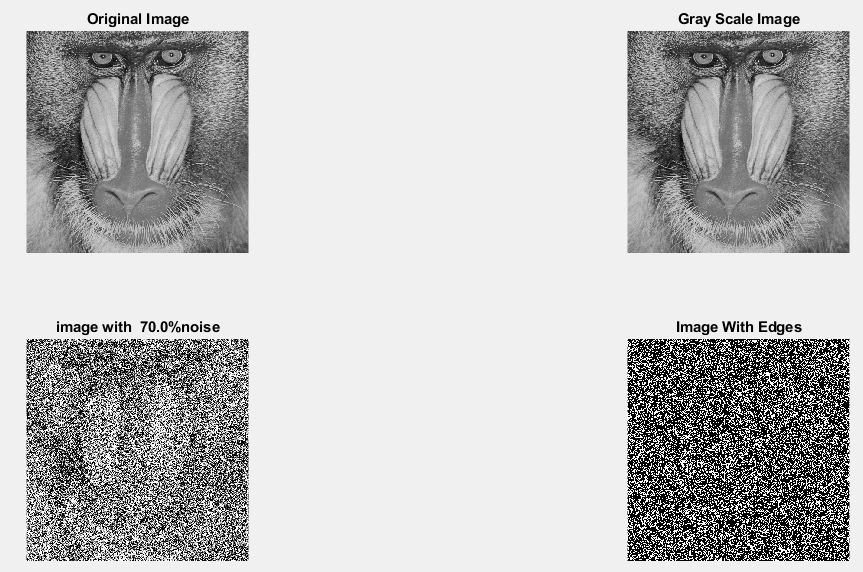 Original Image
Gray Scale Image
image with  70.0%noise
Image With Edges